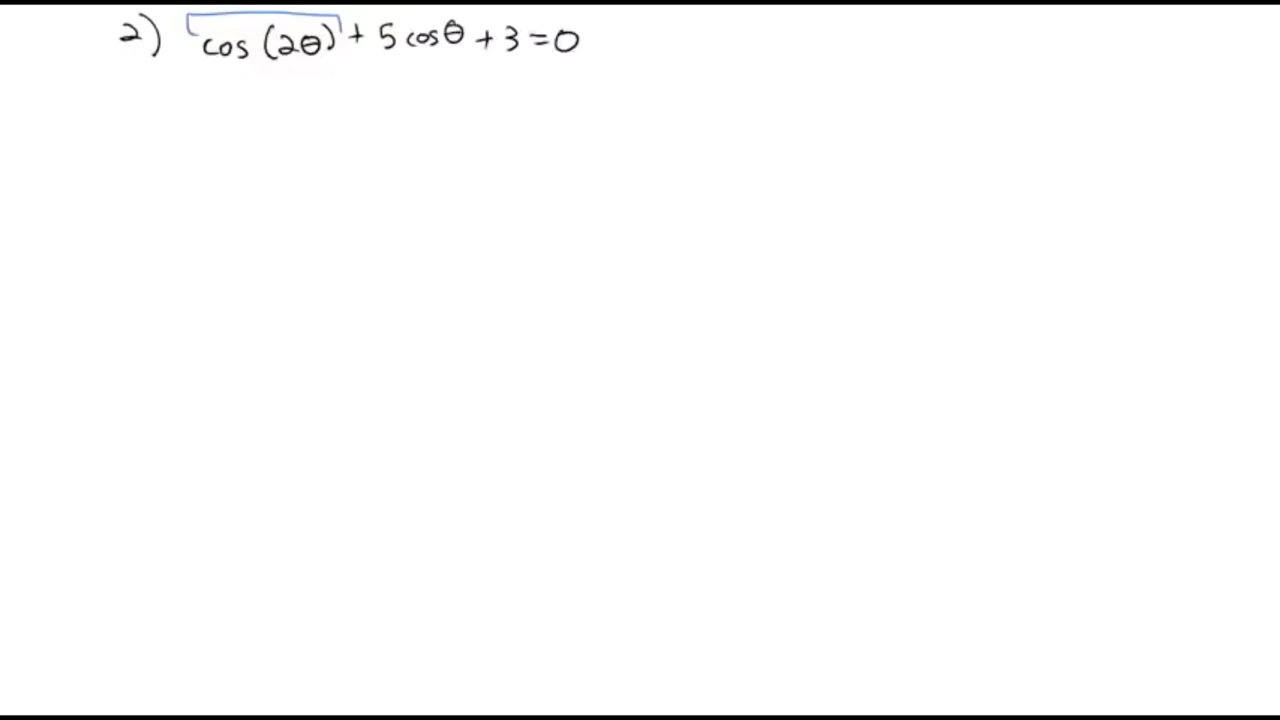 2) cos (2θ) + 5 cosθ + 3 = 0